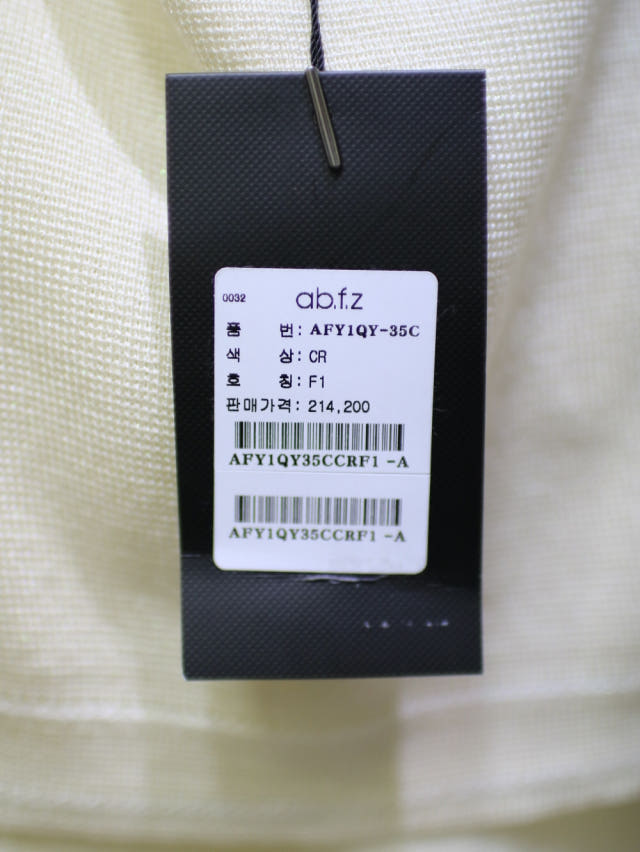 0032 ab.f.z
품 번: AFY1QY-35C
색 상: CR
호 칭: F1
판매가격: 214,200
AFY1QY35CCRF1 -A
AFY1QY35CCRF1 -A